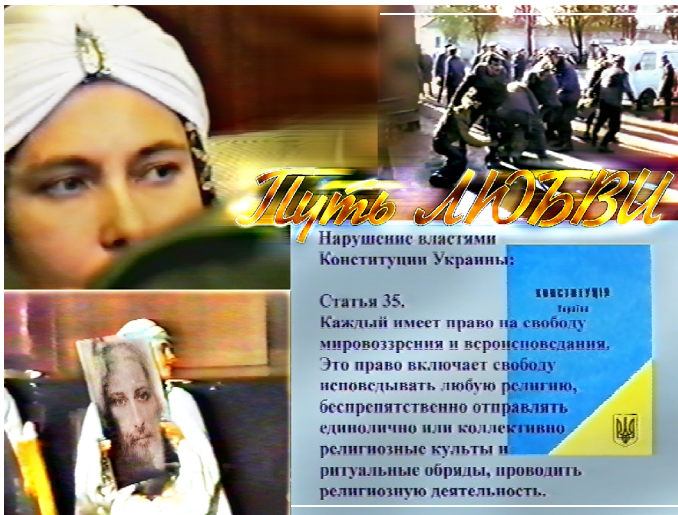 Путь ЛЮБВИ
Нарушение властями
Конституции Украины:
Статья 35.
Каждый имеет право на свободу
мировоззрения и вероисповедания.
Это право включает свободу
исповедывать любую религию,
беспрепятственно отправлять
единолично или коллективно
религиозные культы и
ритуальные обряды, проводить
религиозную деятельность.
КОНСТИТУЦІЯ
України